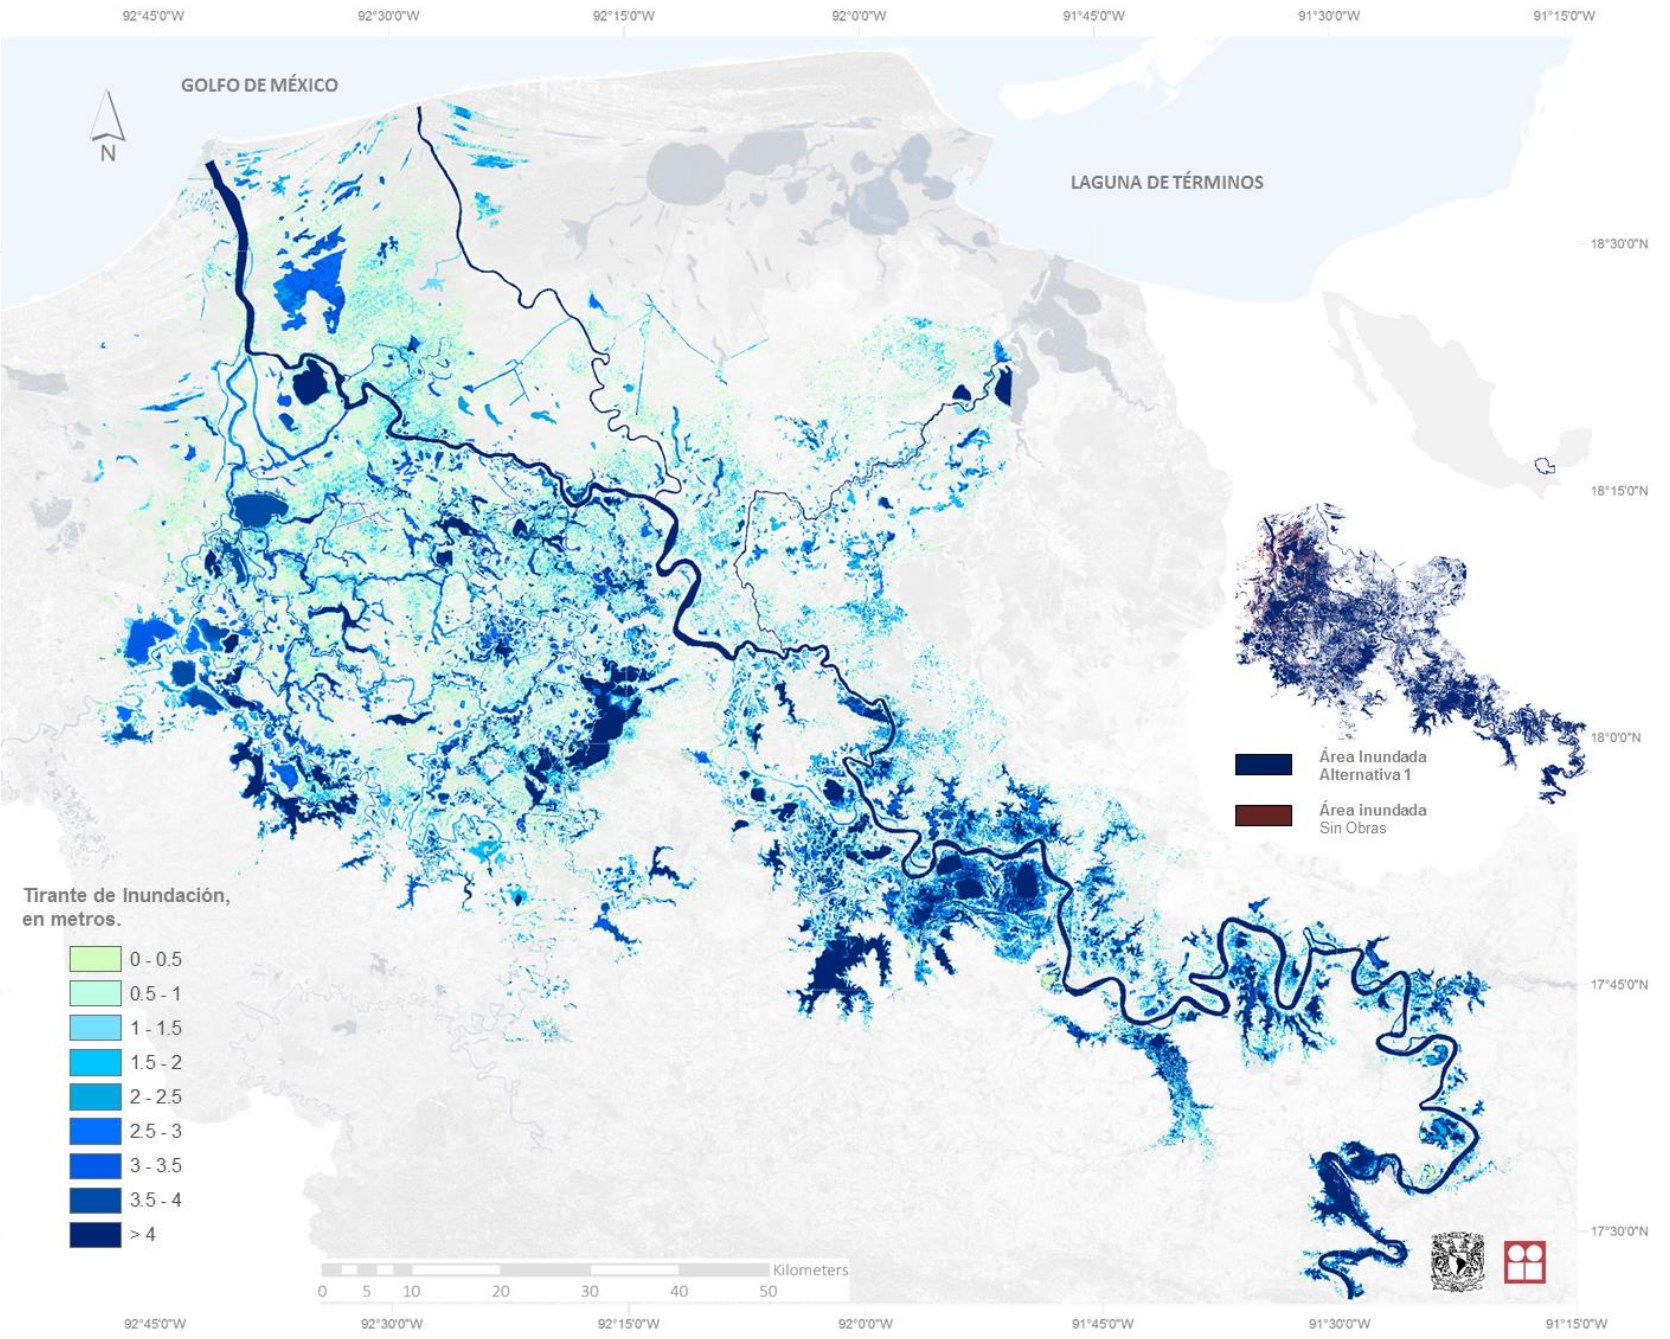 92°45'0"W 92°30'0"W 92°15'0"W 92°0'0"W 91°45'0"W 91°30'0"W 91°15'0"W
GOLFO DE MÉXICO
N
LAGUNA DE TÉRMINOS
18°30'0"N
18°15'0"N
18°0'0"N
Área Inundada
Alternativa 1
Área inundada
Sin Obras
Tirante de Inundación,
en metros.
0 - 0.5
0.5 - 1
1 - 1.5
1.5 - 2
2 - 2.5
2.5 - 3
3 - 3.5
3.5 - 4
> 4
17°45'0"N
17°30'0"N
Kilometers
0 5 10 20 30 40 50
92°45'0"W 92°30'0"W 92°15'0"W 92°0'0"W 91°45'0"W 91°30'0"W 91°15'0"W